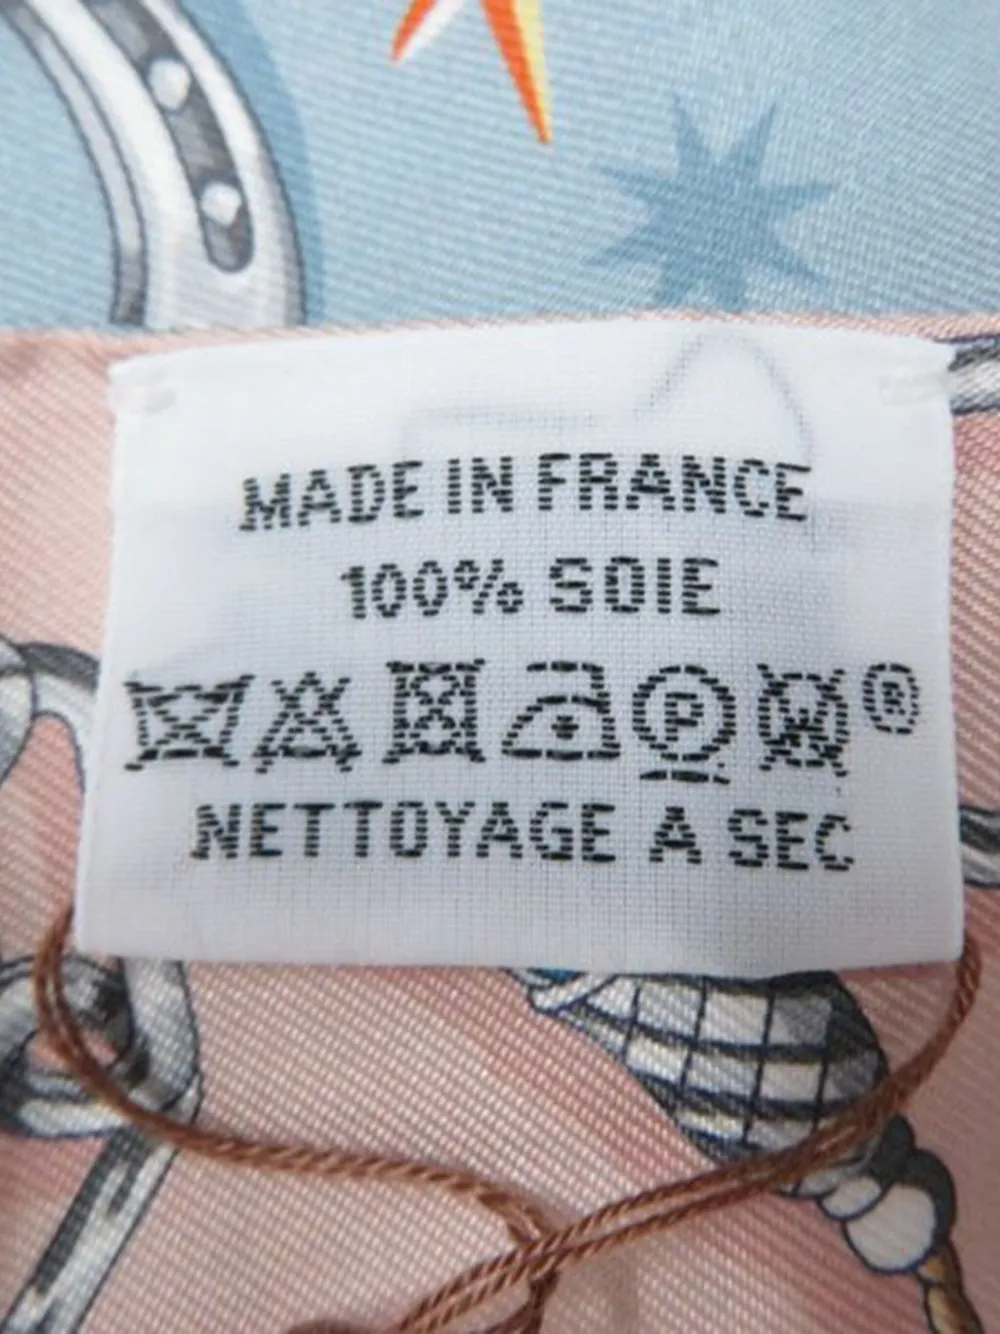 MADE IN FRANCE
100% SOIE
P W ®
NETTOYAGE A SEC